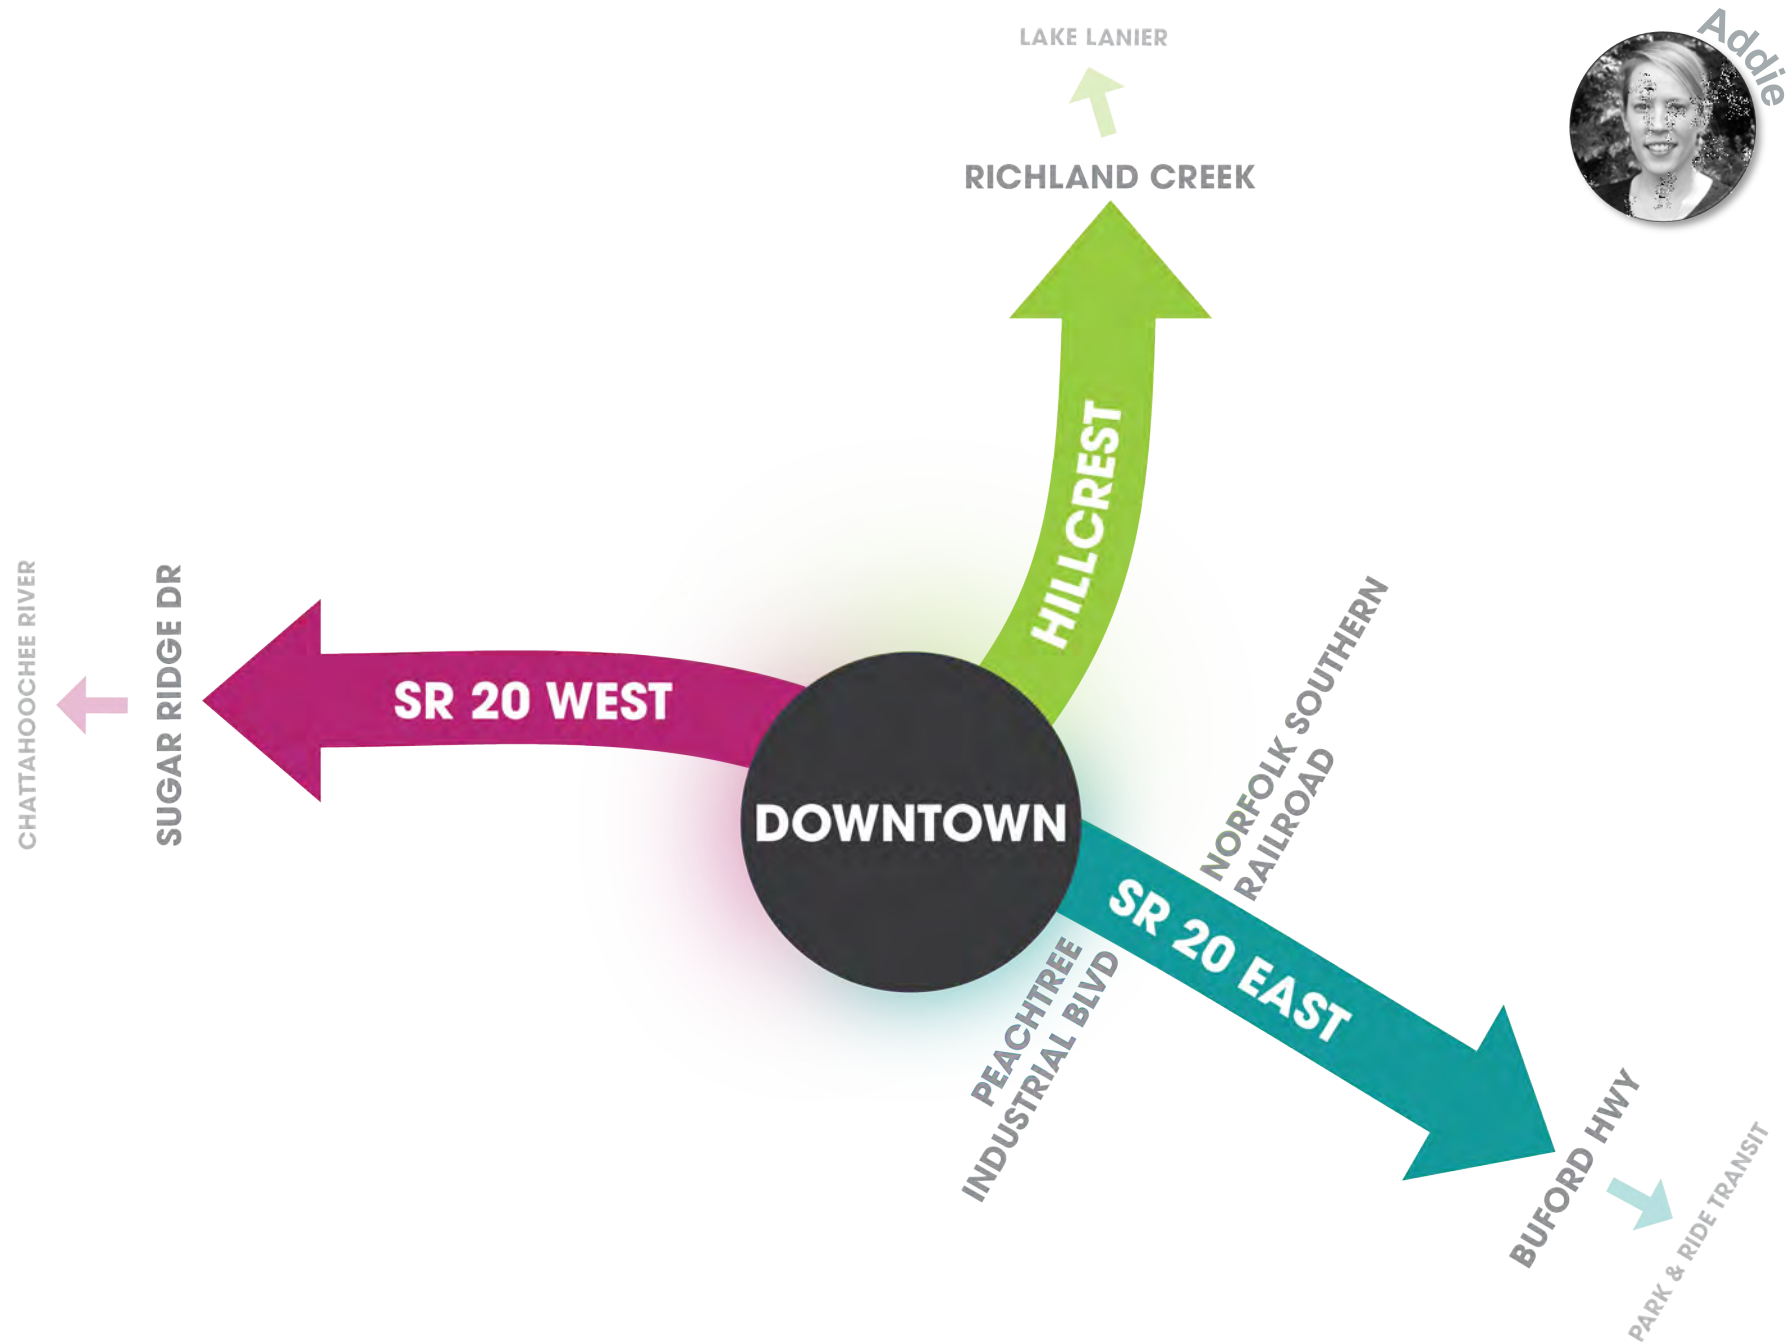 LAKE LANIER
Addie
RICHLAND CREEK
HILLCREST
CHATTAHOOCHEE RIVER
SUGAR RIDGE DR
SR 20 WEST
DOWNTOWN
NORFOLK SOUTHERN
RAILROAD
SR 20 EAST
PEACHTREE
INDUSTRIAL BLVD
BUFORD HWY
PARK & RIDE TRANSIT